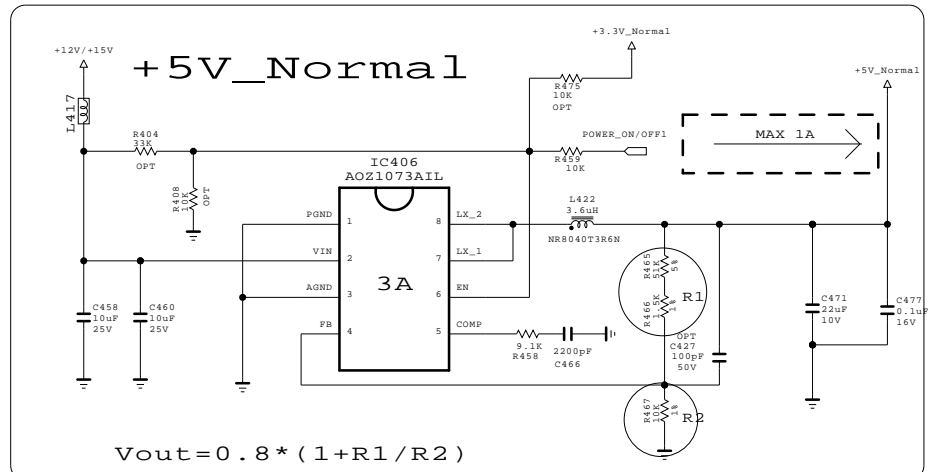 +12V/+15V
+5V_Normal
+3.3V_Normal
+5V_Normal
L417
R475
10K
OPT
R404
33K
OPT
POWER_ON/OFF1
MAX 1A
R459
10K
R408
10K
OPT
IC406
AOZ1073AIL
L422
3.6uH
NR8040T3R6N
PGND
1
8
LX_2
VIN
2
7
LX_1
3A
AGND
3
6
EN
FB
4
5
COMP
R465
51K
5%
R466
1.5K
1%
R1
C458
10uF
25V
C460
10uF
25V
C471
22uF
10V
C477
0.1uF
16V
9.1K
R458
2200pF
C466
OPT
C427
100pF
50V
R467
10K
1%
R2
Vout=0.8*(1+R1/R2)